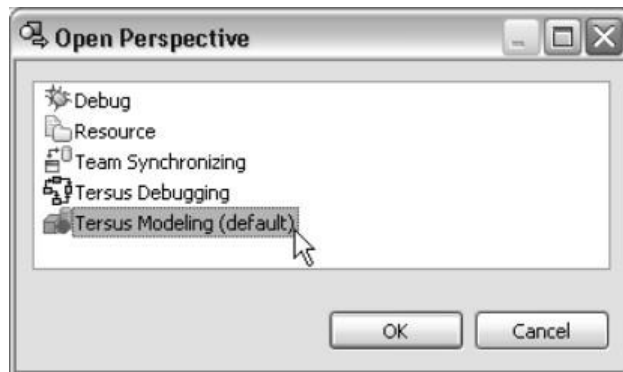 Open Perspective
Debug
Resource
Team Synchronizing
Tersus Debugging
Tersus Modeling (default)
OK
Cancel